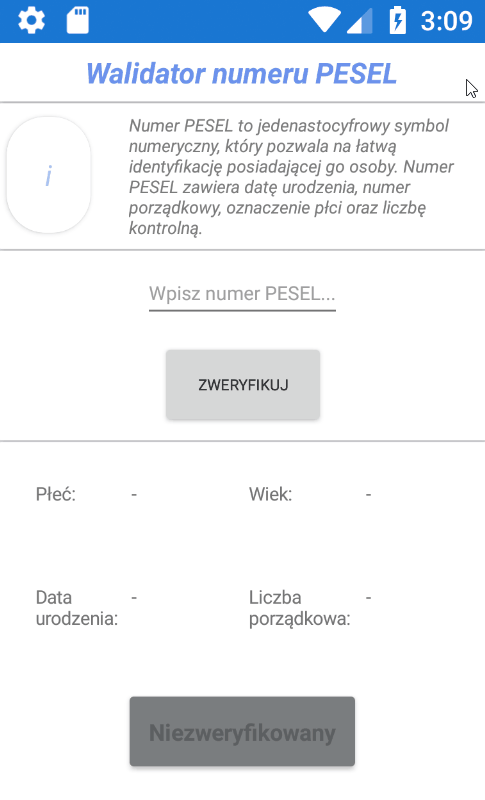 3:09
Walidator numeru PESEL
i
Numer PESEL to jedenastocyfrowy symbol
numeryczny, który pozwala na łatwą
identyfikację posiadającej go osoby. Numer
PESEL zawiera datę urodzenia, numer
porządkowy, oznaczenie płci oraz liczbę
kontrolną.
Wpisz numer PESEL...
ZWERYFIKUJ
Płeć: - Wiek: -
Data - Liczba -
urodzenia: porządkowa:
Niezweryfikowany